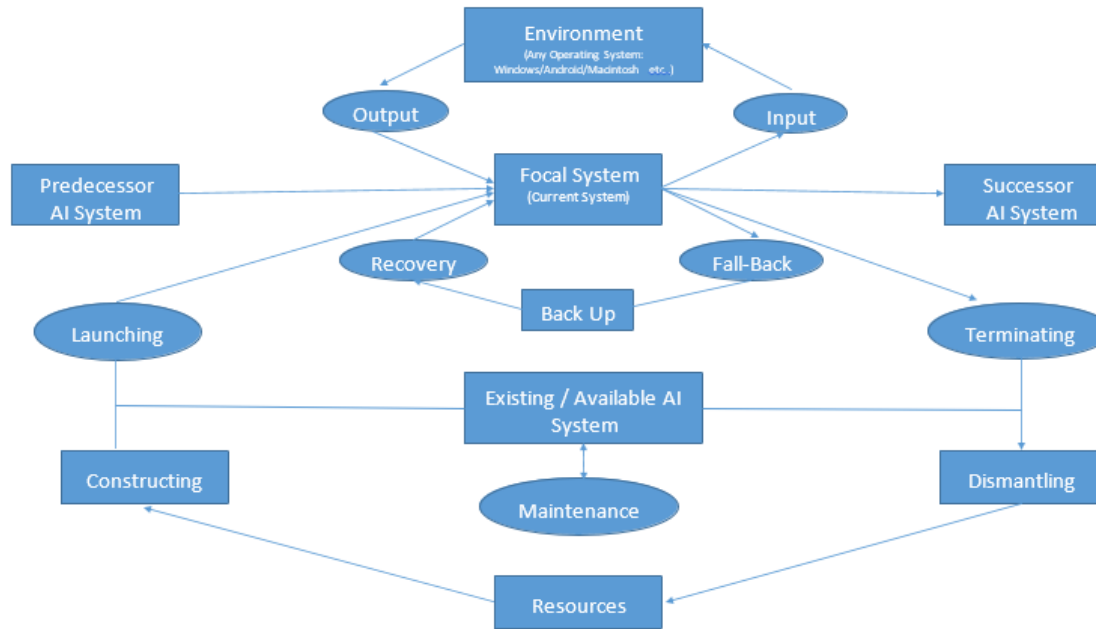 Environment
(Any Operating System:
Windows/Android/Macintosh etc..)
Output
Input
Predecessor
AI System
Focal System
(Current System)
Successor
AI System
Recovery
Fall-Back
Back Up
Launching
Terminating
Existing / Available AI
System
Constructing
Dismantling
Maintenance
Resources